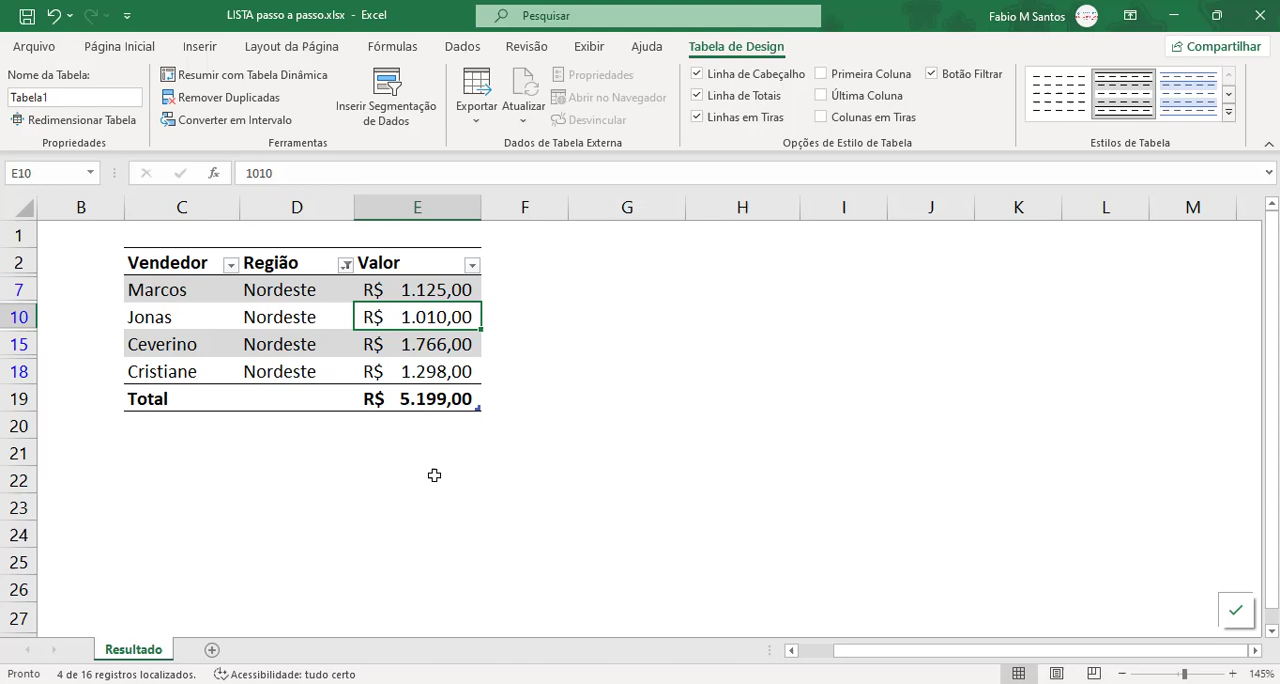 LISTA passo a passo.xlsx - Excel
Pesquisar
Fabio M Santos
Arquivo Página Inicial Inserir Layout da Página Fórmulas Dados Revisão Exibir Ajuda Tabela de Design
Compartilhar
Nome da Tabela:
Tabela1
Redimensionar Tabela
Propriedades
Resumir com Tabela Dinâmica
Remover Duplicadas
Converter em Intervalo
Inserir Segmentação
de Dados
Ferramentas
Exportar
Atualizar
Propriedades
Abrir no Navegador
Desvincular
Dados de Tabela Externa
Linha de Cabeçalho
Linha de Totais
Linhas em Tiras
Primeira Coluna
Última Coluna
Colunas em Tiras
Botão Filtrar
Opções de Estilo de Tabela
Estilos de Tabela
E10
fx
1010
B C D E F G H I J K L M
1
2 Vendedor Região Valor
7 Marcos Nordeste R$ 1.125,00
10 Jonas Nordeste R$ 1.010,00
15 Ceverino Nordeste R$ 1.766,00
18 Cristiane Nordeste R$ 1.298,00
19 Total R$ 5.199,00
20
21
22
23
24
25
26
27
Resultado
Pronto 4 de 16 registros localizados. Acessibilidade: tudo certo
145%